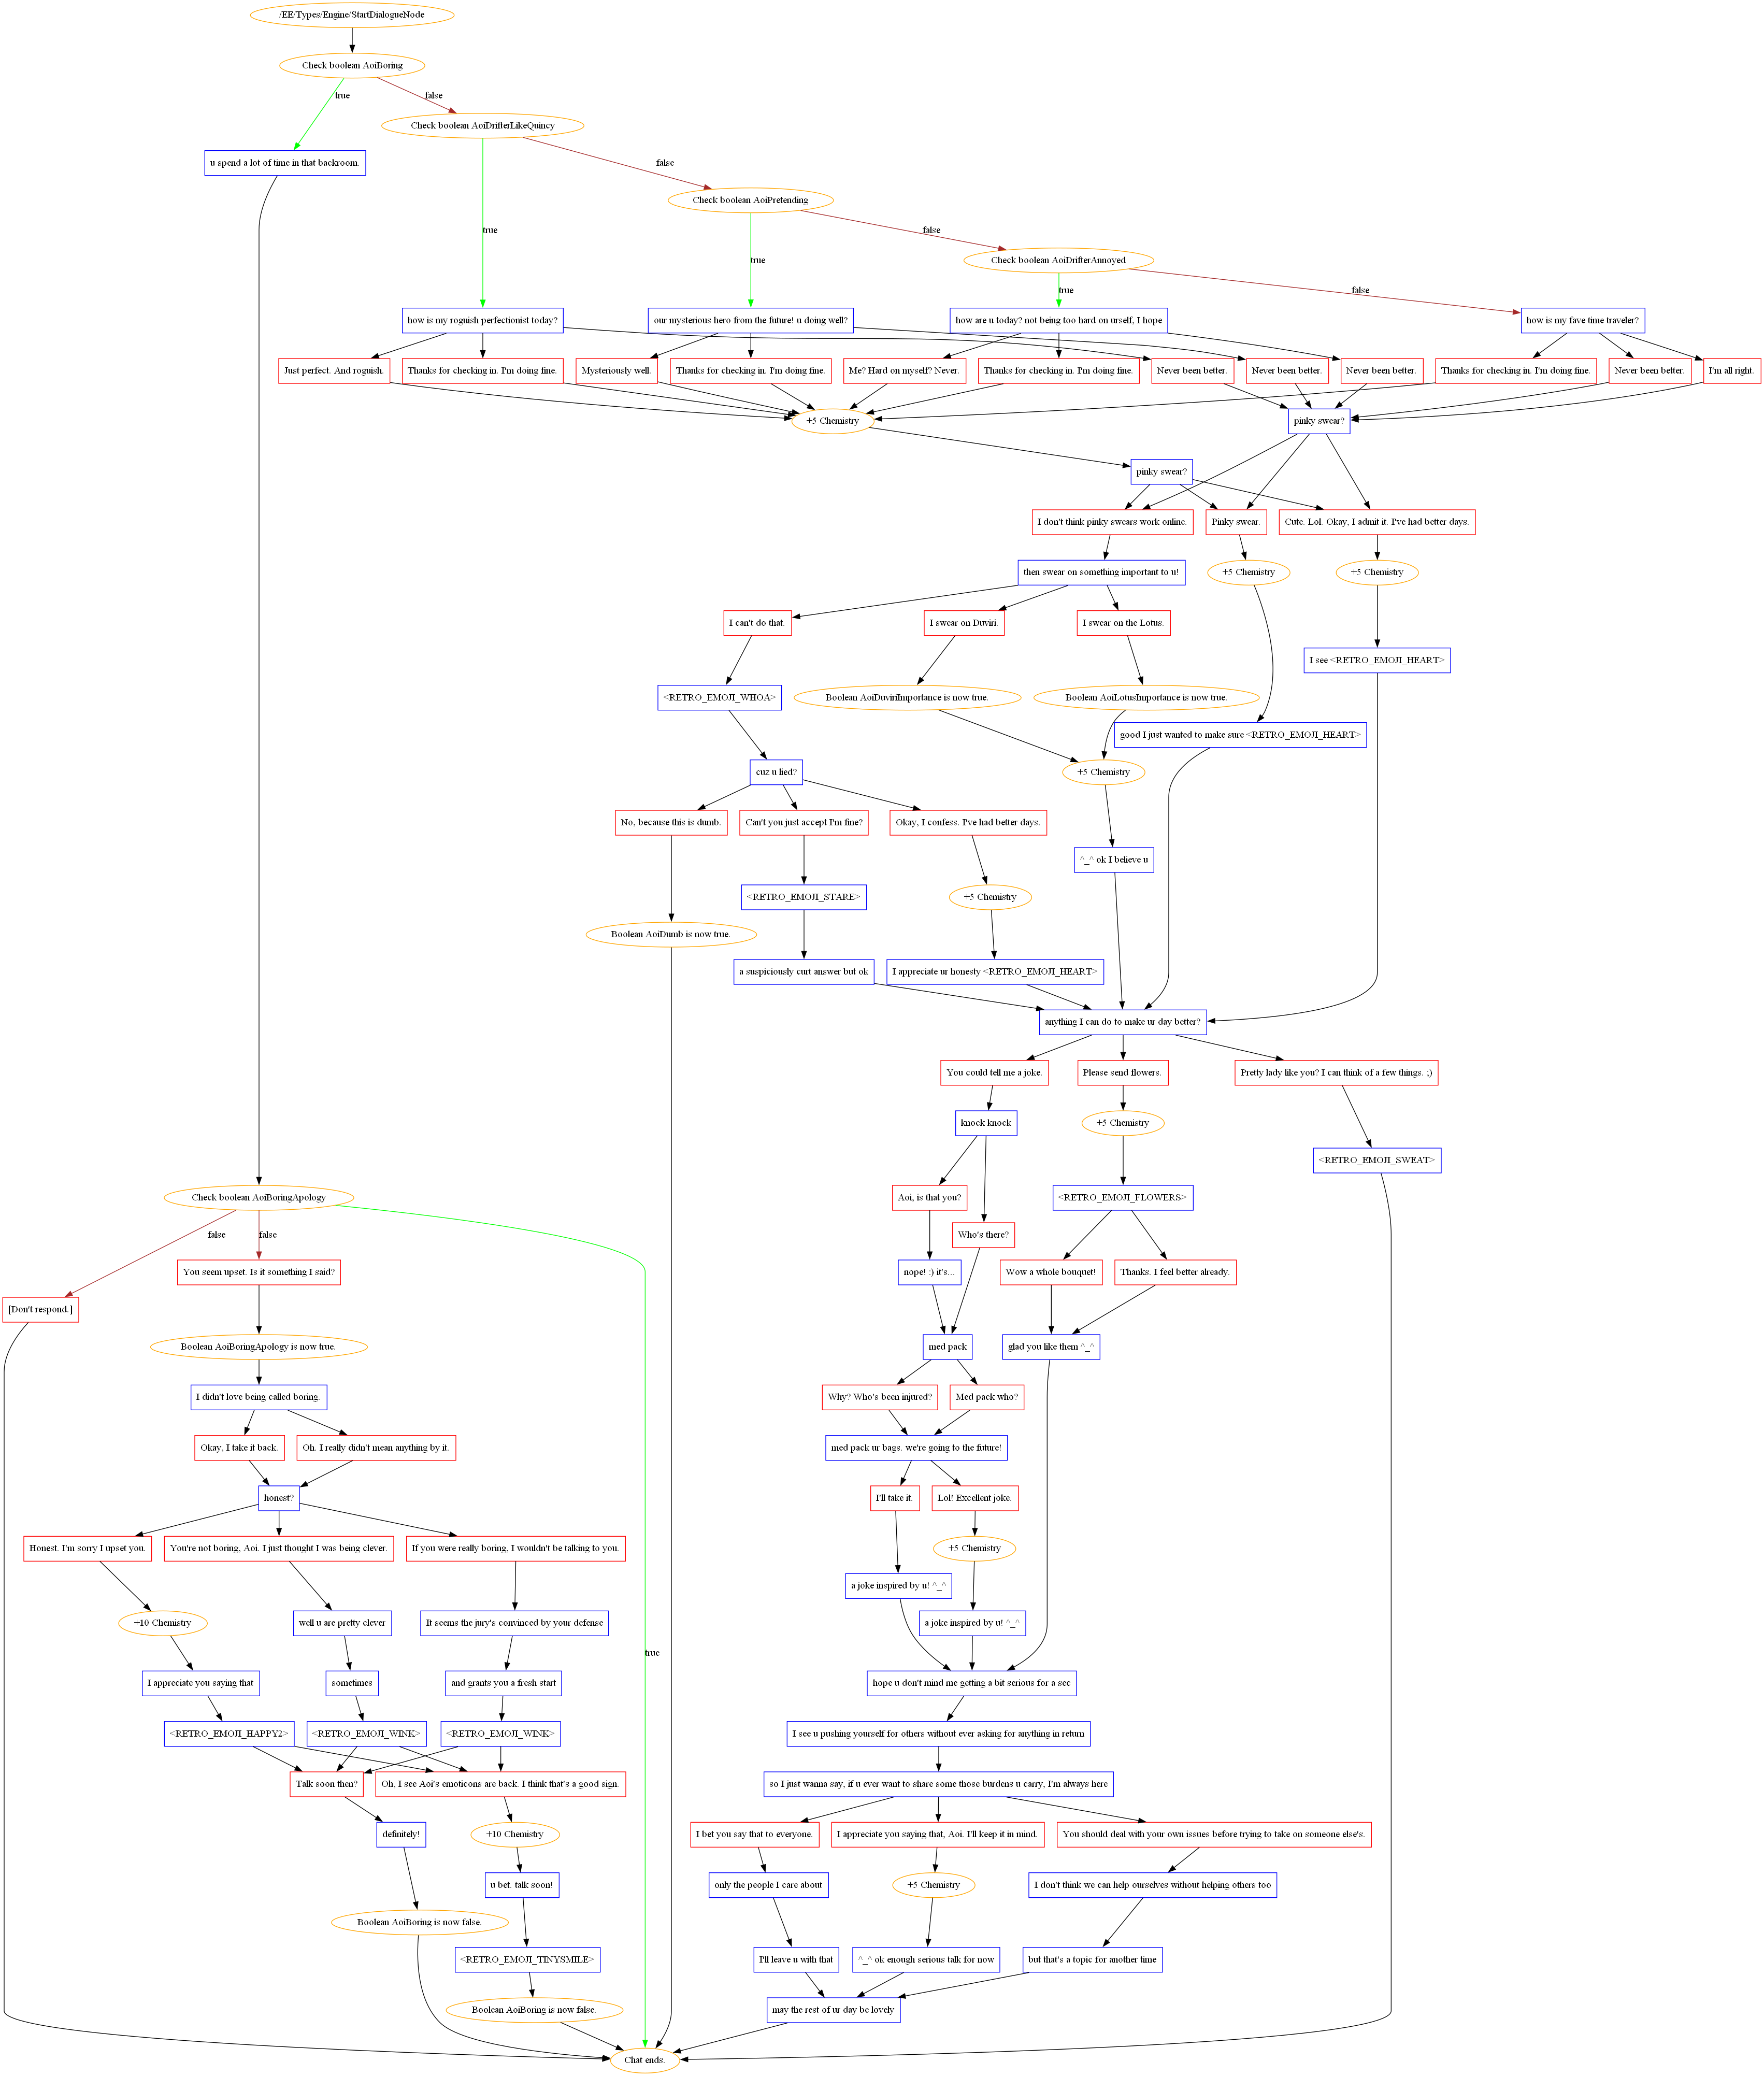 /EE/Types/Engine/StartDialogueNode
Check boolean AoiBoring
true
false
Check boolean AoiDrifterLikeQuincy
u spend a lot of time in that backroom.
false
Check boolean AoiPretending
true
false
Check boolean AoiDrifterAnnoyed
true
true
false
how is my roguish perfectionist today?
our mysterious hero from the future! u doing well?
how are u today? not being too hard on urself, I hope
how is my fave time traveler?
Just perfect. And roguish.
Thanks for checking in. I'm doing fine.
Mysteriously well.
Thanks for checking in. I'm doing fine.
Me? Hard on myself? Never.
Thanks for checking in. I'm doing fine.
Never been better.
Never been better.
Never been better.
Thanks for checking in. I'm doing fine.
Never been better.
I'm all right.
+5 Chemistry
pinky swear?
pinky swear?
I don't think pinky swears work online.
Pinky swear.
Cute. Lol. Okay, I admit it. I've had better days.
then swear on something important to u!
+5 Chemistry
+5 Chemistry
I can't do that.
I swear on Duviri.
I swear on the Lotus.
I see <RETRO_EMOJI_HEART>
<RETRO_EMOJI_WHOA>
Boolean AoiDuviriImportance is now true.
Boolean AoiLotusImportance is now true.
good I just wanted to make sure <RETRO_EMOJI_HEART>
cuz u lied?
+5 Chemistry
No, because this is dumb.
Can't you just accept I'm fine?
Okay, I confess. I've had better days.
^_^ ok I believe u
<RETRO_EMOJI_STARE>
+5 Chemistry
Boolean AoiDumb is now true.
a suspiciously curt answer but ok
I appreciate ur honesty <RETRO_EMOJI_HEART>
anything I can do to make ur day better?
You could tell me a joke.
Please send flowers.
Pretty lady like you? I can think of a few things. ;)
knock knock
+5 Chemistry
<RETRO_EMOJI_SWEAT>
Check boolean AoiBoringApology
Aoi, is that you?
<RETRO_EMOJI_FLOWERS>
false
false
Who's there?
You seem upset. Is it something I said?
nope! :) it's...
Wow a whole bouquet!
Thanks. I feel better already.
[Don't respond.]
Boolean AoiBoringApology is now true.
med pack
glad you like them ^_^
I didn't love being called boring.
Why? Who's been injured?
Med pack who?
Okay, I take it back.
Oh. I really didn't mean anything by it.
med pack ur bags. we're going to the future!
honest?
I'll take it.
Lol! Excellent joke.
Honest. I'm sorry I upset you.
You're not boring, Aoi. I just thought I was being clever.
If you were really boring, I wouldn't be talking to you.
+5 Chemistry
a joke inspired by u! ^_^
+10 Chemistry
well u are pretty clever
It seems the jury's convinced by your defense
a joke inspired by u! ^_^
true
I appreciate you saying that
sometimes
and grants you a fresh start
hope u don't mind me getting a bit serious for a sec
<RETRO_EMOJI_HAPPY2>
<RETRO_EMOJI_WINK>
<RETRO_EMOJI_WINK>
I see u pushing yourself for others without ever asking for anything in return
Talk soon then?
Oh, I see Aoi's emoticons are back. I think that's a good sign.
so I just wanna say, if u ever want to share some those burdens u carry, I'm always here
definitely!
+10 Chemistry
I bet you say that to everyone.
I appreciate you saying that, Aoi. I'll keep it in mind.
You should deal with your own issues before trying to take on someone else's.
u bet. talk soon!
only the people I care about
+5 Chemistry
I don't think we can help ourselves without helping others too
Boolean AoiBoring is now false.
<RETRO_EMOJI_TINYSMILE>
I'll leave u with that
^_^ ok enough serious talk for now
but that's a topic for another time
Boolean AoiBoring is now false.
may the rest of ur day be lovely
Chat ends.